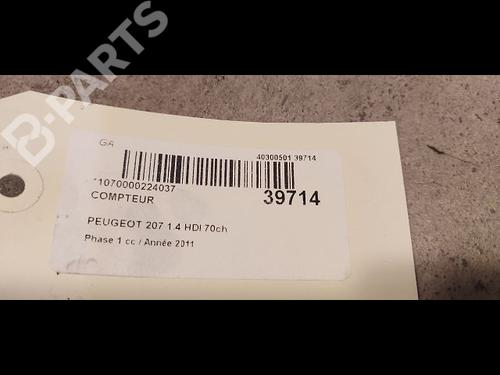 B-PARTS
GA
40300501 39714
*1070000224037
39714
COMPTEUR
PEUGEOT 207 1.4 HDI 70ch
Phase 1 cc / Année 2011